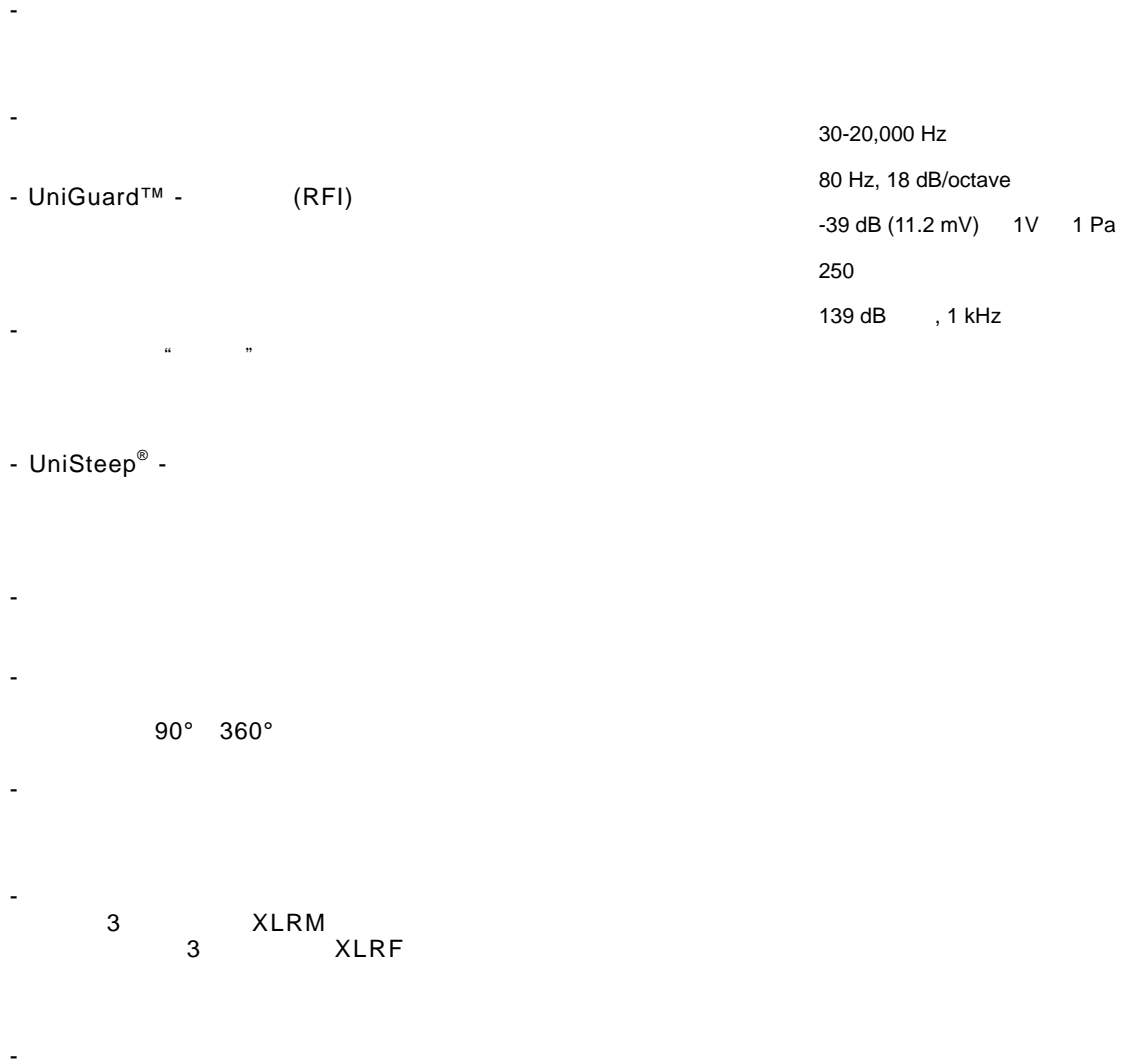 -
-
- UniGuard™ - (RFI)
-
“ ”
- UniSteep® -
-
-
90° 360°
-
-
3 XLRM
3 XLRF
-
30-20,000 Hz
80 Hz, 18 dB/octave
-39 dB (11.2 mV) 1V 1 Pa
250
139 dB , 1 kHz